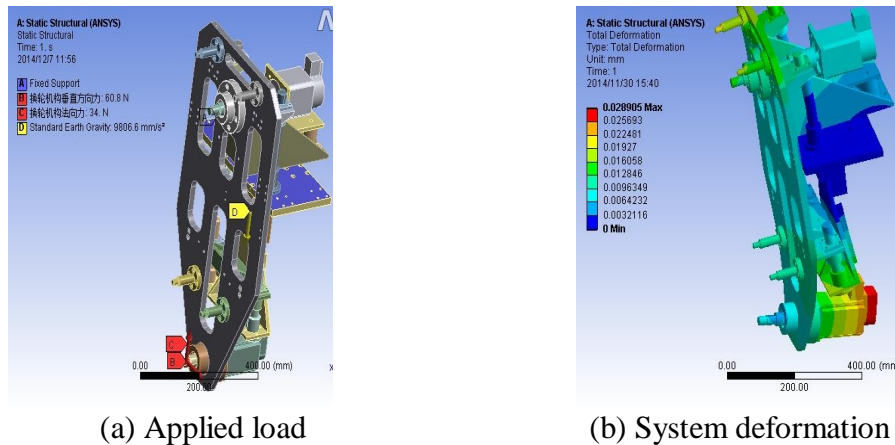 A: Static Structural (ANSYS)
Static Structural
Time: 1. s
2014/12/7 11:56
A Fixed Support
B 换轮机构垂直方向力: 60.8 N
C 换轮机构法向力: 34. N
D Standard Earth Gravity: 9806.6 mm/s²
D
C
B
0.00 400.00 (mm)
200.00
(a) Applied load
A: Static Structural (ANSYS)
Total Deformation
Type: Total Deformation
Unit: mm
Time: 1
2014/11/30 15:40
0.028905 Max
0.025693
0.022481
0.01927
0.016058
0.012846
0.0096349
0.0064232
0.0032116
0 Min
0.00 400.00 (mm
200.00
(b) System deformation